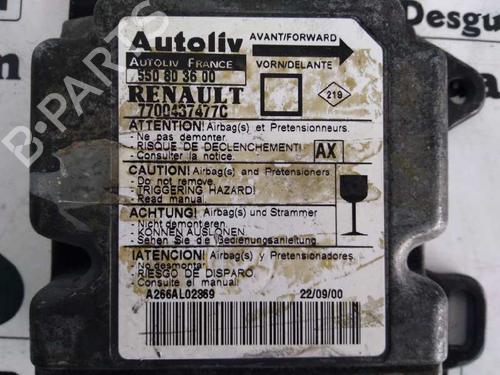 Autoliv
AVANT/FORWARD
AUTOLIV FRANCE
VORN/DELANTE
550 80 36 00
RENAULT
7700437477C
219
ATTENTION! Airbag(s) et Pretensionneurs.
- Ne pas demonter.
- RISQUE DE DECLENCHEMENT!
- Consulter la notice.
AX
CAUTION! Airbag(s) and Pretensioners
- Do not remove.
- TRIGGERING HAZARD!
- Read manual.
ACHTUNG! Airbag(s) und Strammer
- Nicht demontieren.
- KÖNNEN AUSLÖSEN.
- Sehen Sie die Bedienungsanleitung.
!ATENCION! Airbag(s) y Pretensionadores.
- No desmontar
- RIESGO DE DISPARO.
- Consulte el manual
A266AL02869
22/09/00
B-PARTS
Desgu